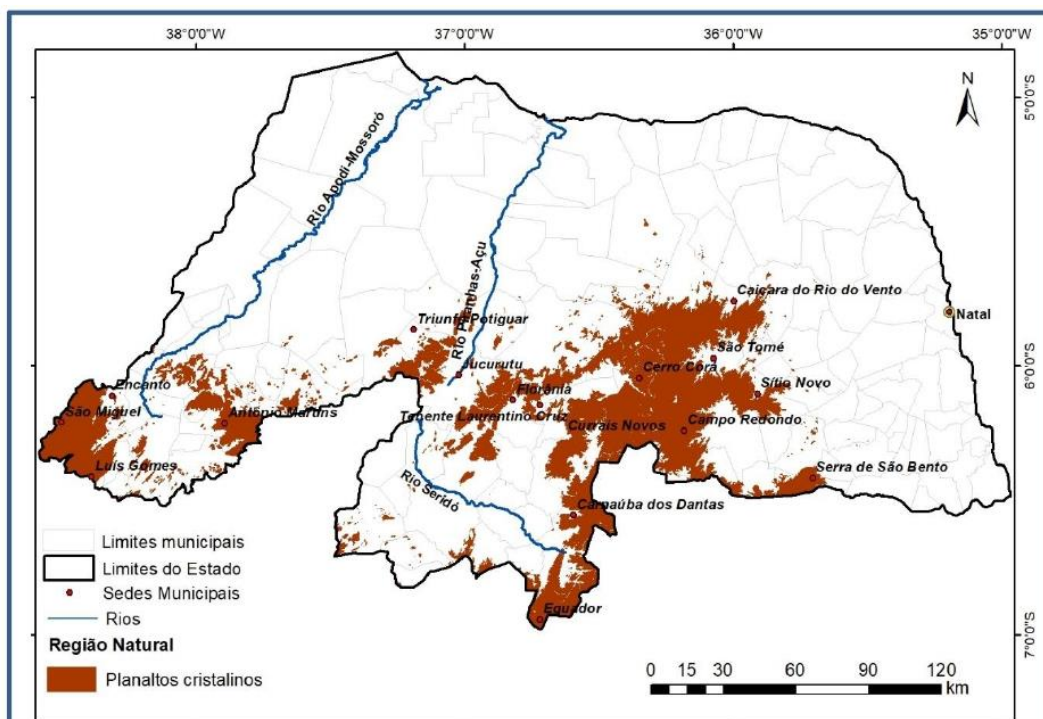 38°0'0"W
37°0'0"W
36°0'0"W
35°0'0"W
N
5°0'0"S
Rio Apodi-Mossoró
Rio Piranhas-Açu
Caiçara do Rio do Vento
Natal
Triunfo Potiguar
São Tomé
Jucurutu
6°0'0"S
Encanto
Cerro Corá
Sítio Novo
Florânia
São Miguel
Antônio Martins
Tenente Laurentino Cruz
Currais Novos
Campo Redondo
Luís Gomes
Serra de São Bento
Rio Seridó
Carnaúba dos Dantas
Equador
7°0'0"S
Limites municipais
Limites do Estado
Sedes Municipais
Rios
Região Natural
Planaltos cristalinos
0 15 30 60 90 120
km